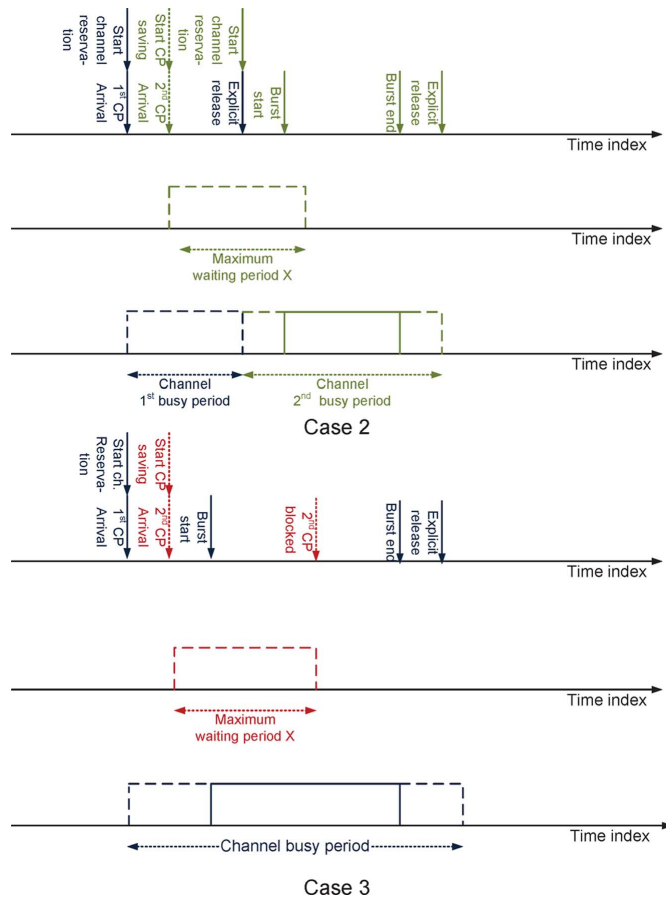 Start
channel
reserva-
tion
Start CP
saving
Start
channel
reserva-
tion
1st CP
Arrival
2nd CP
Arrival
Explicit
release
Burst
start
Burst end
Explicit
release
Time index
Maximum
waiting period X
Time index
Channel
1st busy period
Channel
2nd busy period
Time index
Case 2
Start ch.
Reserva-
tion
Start CP
saving
1st CP
Arrival
2nd CP
Arrival
Burst
start
2nd CP
blocked
Burst end
Explicit
release
Time index
Maximum
waiting period X
Time index
Channel busy period
Time index
Case 3